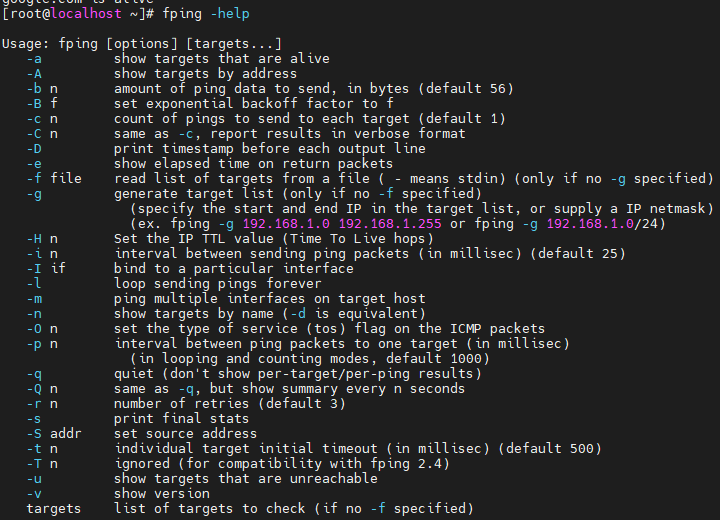 google.com is alive
[root@localhost ~]# fping -help

Usage: fping [options] [targets...]
   -a         show targets that are alive
   -A         show targets by address
   -b n       amount of ping data to send, in bytes (default 56)
   -B f       set exponential backoff factor to f
   -c n       count of pings to send to each target (default 1)
   -C n       same as -c, report results in verbose format
   -D         print timestamp before each output line
   -e         show elapsed time on return packets
   -f file    read list of targets from a file ( - means stdin) (only if no -g specified)
   -g         generate target list (only if no -f specified)
                (specify the start and end IP in the target list, or supply a IP netmask)
                (ex. fping -g 192.168.1.0 192.168.1.255 or fping -g 192.168.1.0/24)
   -H n       Set the IP TTL value (Time To Live hops)
   -i n       interval between sending ping packets (in millisec) (default 25)
   -I if      bind to a particular interface
   -l         loop sending pings forever
   -m         ping multiple interfaces on target host
   -n         show targets by name (-d is equivalent)
   -O n       set the type of service (tos) flag on the ICMP packets
   -p n       interval between ping packets to one target (in millisec)
                (in looping and counting modes, default 1000)
   -q         quiet (don't show per-target/per-ping results)
   -Q n       same as -q, but show summary every n seconds
   -r n       number of retries (default 3)
   -s         print final stats
   -S addr    set source address
   -t n       individual target initial timeout (in millisec) (default 500)
   -T n       ignored (for compatibility with fping 2.4)
   -u         show targets that are unreachable
   -v         show version
   targets    list of targets to check (if no -f specified)